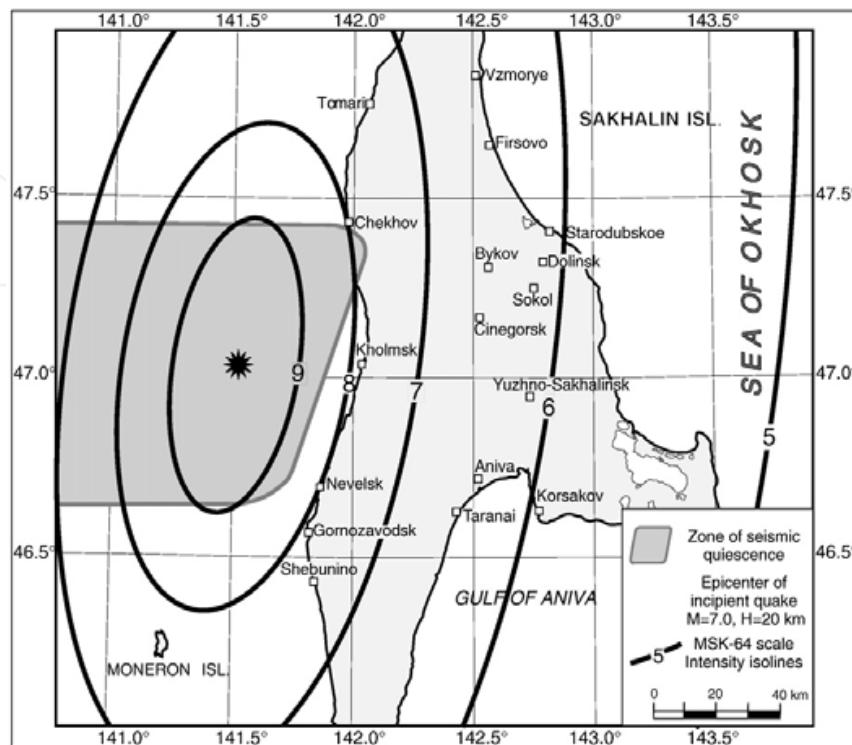 141.0° 141.5° 142.0° 142.5° 143.0° 143.5°
Vzmorye
Tomari
SAKHALIN ISL.
Firsovo
47.5° 47.5°
Chekhov
Starodubskoe
Bykov
Dolinsk
Sokol
Cinegorsk
SEA OF OKHOSK
Kholmsk
47.0° 9 8 7 47.0°
Yuzhno-Sakhalinsk
6
5
Aniva
Nevelsk
Korsakov
Taranai
Gornozavodsk
46.5° 46.5°
Shebunino
GULF OF ANIVA
MONERON ISL.
Zone of seismic
quiescence
Epicenter of
incipient quake
M=7.0, H=20 km
MSK-64 scale
5 Intensity isolines
0 20 40 km
141.0° 141.5° 142.0° 142.5° 143.0° 143.5°